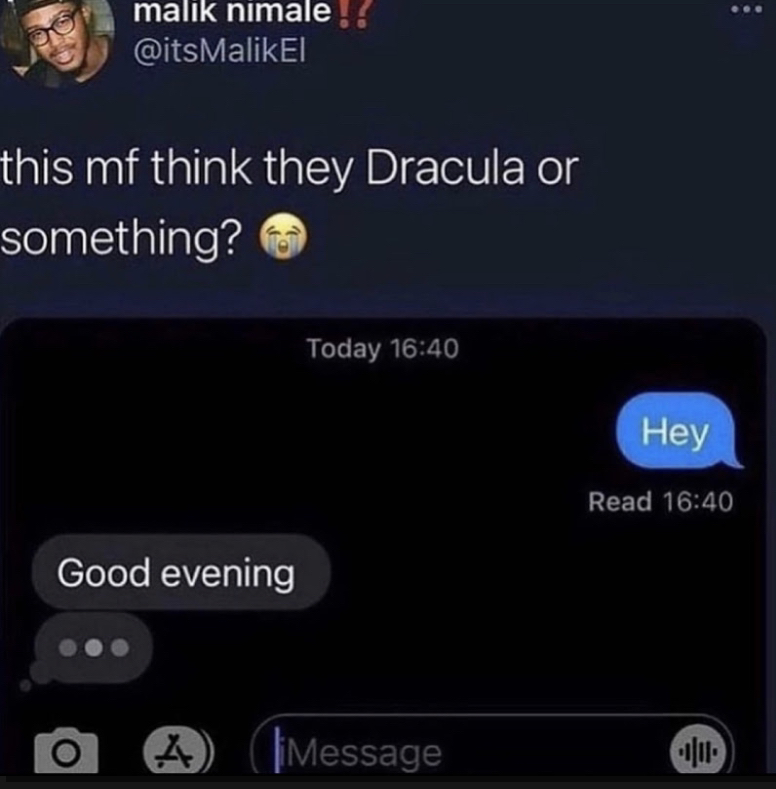 malik nimale⁉️
@itsMalikEl
this mf think they Dracula or
something? 😭
Today 16:40
Hey
Read 16:40
Good evening
iMessage